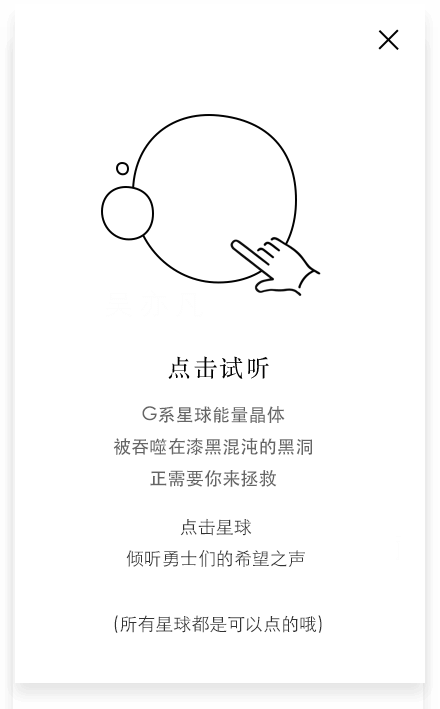 点击试听
G系星球能量晶体
被吞噬在漆黑混沌的黑洞
正需要你来拯救
点击星球
倾听勇士们的希望之声
(所有星球都是可以点的哦)